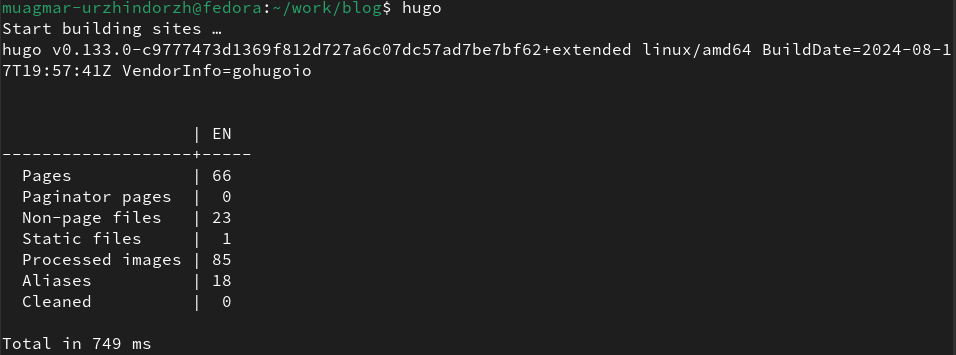 muagmar-urzhindorzh@fedora:~/work/blog$ hugo
Start building sites …
hugo v0.133.0-c9777473d1369f812d727a6c07dc57ad7be7bf62+extended linux/amd64 BuildDate=2024-08-1
7T19:57:41Z VendorInfo=gohugoio
                   | EN
-------------------+-----
  Pages            | 66
  Paginator pages  |  0
  Non-page files   | 23
  Static files     |  1
  Processed images | 85
  Aliases          | 18
  Cleaned          |  0
Total in 749 ms